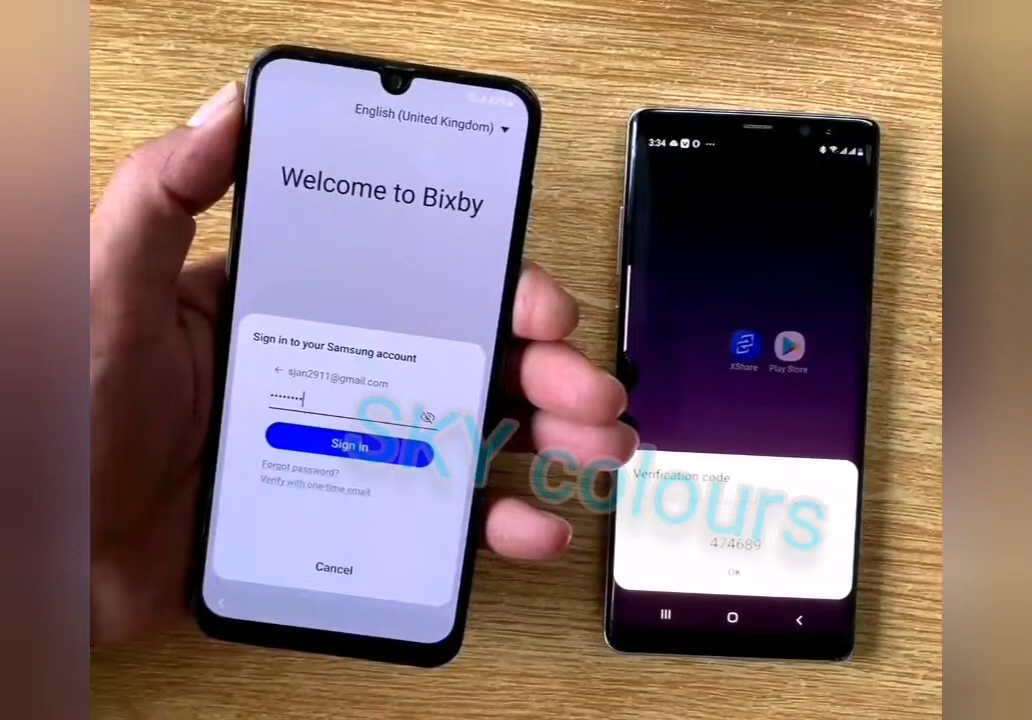 English (United Kingdom)
Welcome to Bixby
Sign in to your Samsung account
sjan2911@gmail.com
Sign in
Forgot password?
Verify with one-time email
Cancel
3:34
XShare
Play Store
Verification code
474689
OK
SKY colours